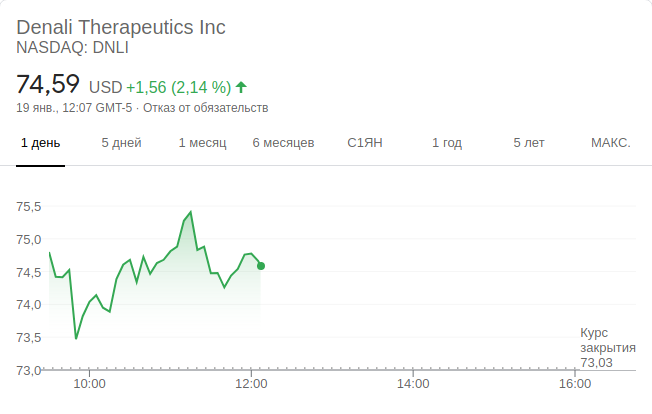 Denali Therapeutics Inc
NASDAQ: DNLI
74,59 USD +1,56 (2,14 %)
19 янв., 12:07 GMT-5 · Отказ от обязательств
1 день 5 дней 1 месяц 6 месяцев С1ЯН 1 год 5 лет МАКС.
75,5
75,0
74,5
74,0
73,5
73,0
Курс
закрытия
73,03
10:00 12:00 14:00 16:00